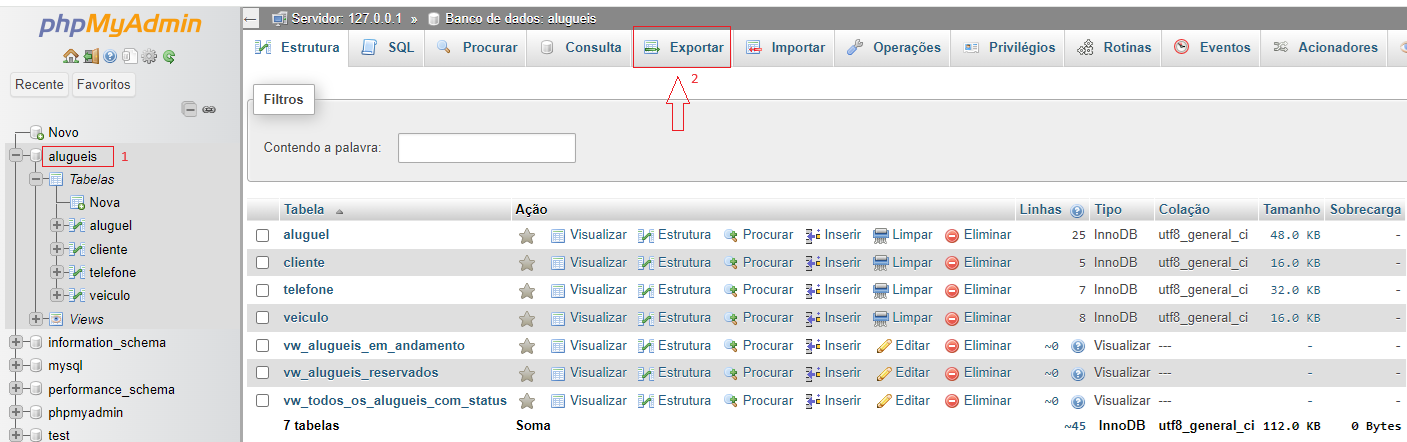 phpMyAdmin
Recente Favoritos
Novo
alugueis 1
Tabelas
Nova
aluguel
cliente
telefone
veiculo
Views
information_schema
mysql
performance_schema
phpmyadmin
test
Servidor: 127.0.0.1 » Banco de dados: alugueis
Estrutura SQL Procurar Consulta Exportar Importar Operações Privilégios Rotinas Eventos Acionadores
2
Filtros
Contendo a palavra:
Tabela Ação Linhas Tipo Colação Tamanho Sobrecarga
aluguel Visualizar Estrutura Procurar Inserir Limpar Eliminar 25 InnoDB utf8_general_ci 48.0 KB -
cliente Visualizar Estrutura Procurar Inserir Limpar Eliminar 5 InnoDB utf8_general_ci 16.0 KB -
telefone Visualizar Estrutura Procurar Inserir Limpar Eliminar 7 InnoDB utf8_general_ci 32.0 KB -
veiculo Visualizar Estrutura Procurar Inserir Limpar Eliminar 8 InnoDB utf8_general_ci 16.0 KB -
vw_alugueis_em_andamento Visualizar Estrutura Procurar Inserir Editar Eliminar ~0 Visualizar --- - -
vw_alugueis_reservados Visualizar Estrutura Procurar Inserir Editar Eliminar ~0 Visualizar --- - -
vw_todos_os_alugueis_com_status Visualizar Estrutura Procurar Inserir Editar Eliminar ~0 Visualizar --- - -
7 tabelas Soma ~45 InnoDB utf8_general_ci 112.0 KB 0 Bytes